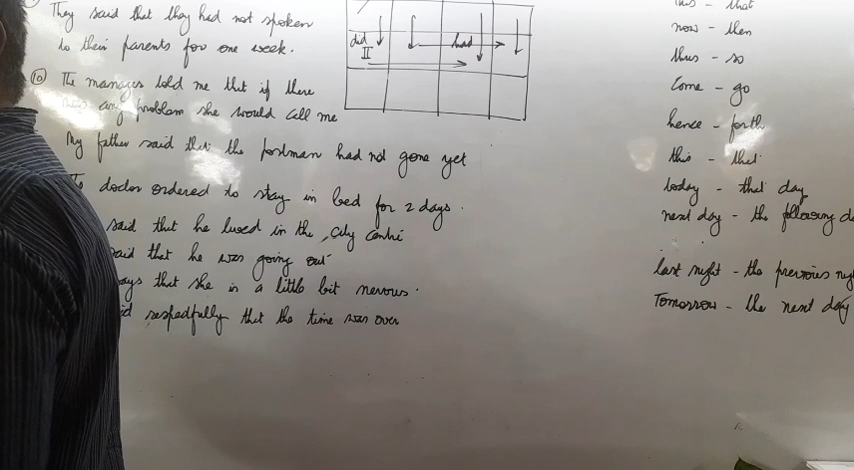 They said that they had not spoken
to their parents for one week.
10 The manager told me that if there
was any problem she would call me
My father said that the postman had not gone yet
doctor ordered to stay in bed for 2 days.
said that he lived in the city centre
said that he was going out
says that she is a little bit nervous.
respectfully that the time was over
did
II
had
this - that
now - then
thus - so
Come - go
hence - forth
this - that
today - that day
next day - the following
last night - the previous
Tomorrow - the next day